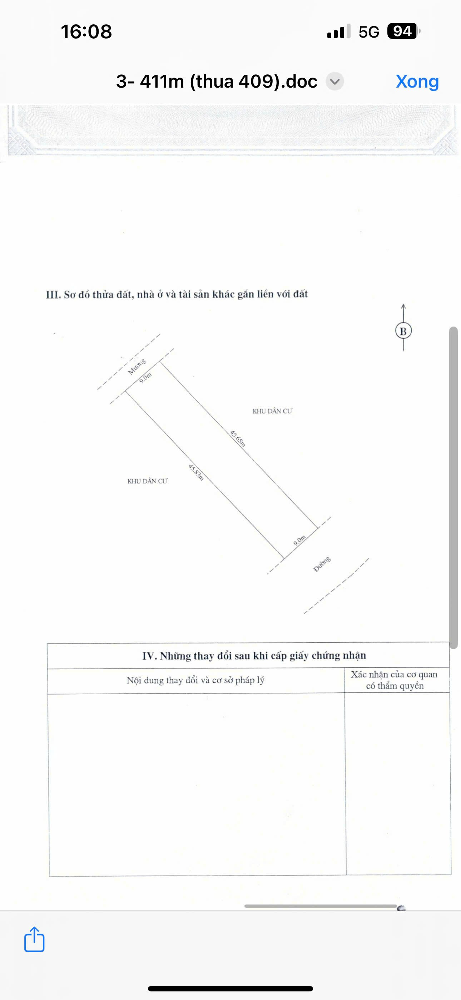 16:08
5G 94
3- 411m (thua 409).doc
Xong
III. Sơ đồ thửa đất, nhà ở và tài sản khác gắn liền với đất
B
Mương
9.0m
KHU DÂN CƯ
45.65m
45.83m
KHU DÂN CƯ
9.0m
Đường
IV. Những thay đổi sau khi cấp giấy chứng nhận
Nội dung thay đổi và cơ sở pháp lý
Xác nhận của cơ quan
có thẩm quyền